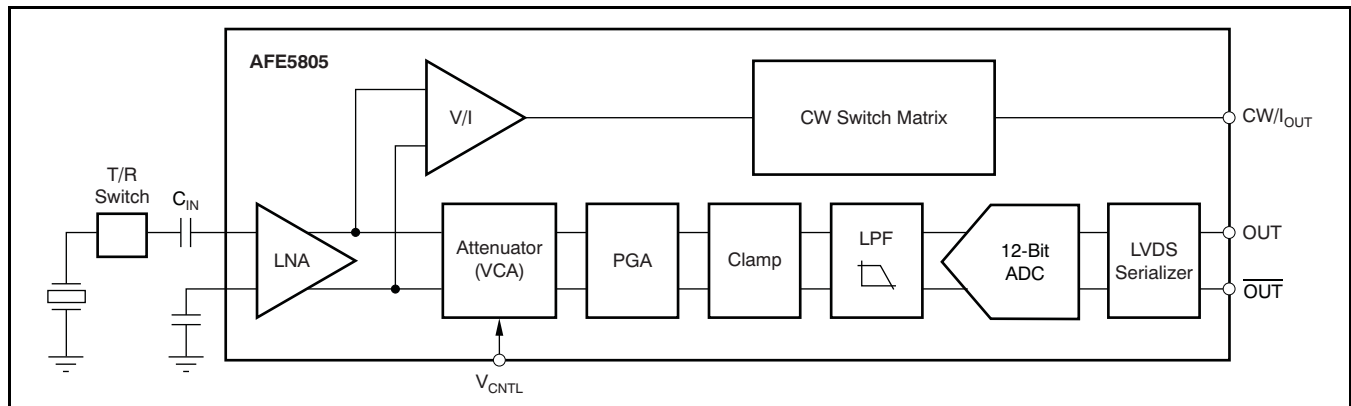 AFE5805
V/I
CW Switch Matrix
CW/I_OUT
T/R
Switch
C_IN
LNA
Attenuator
(VCA)
PGA
Clamp
LPF
12-Bit
ADC
LVDS
Serializer
OUT
O̅U̅T̅
V_CNTL